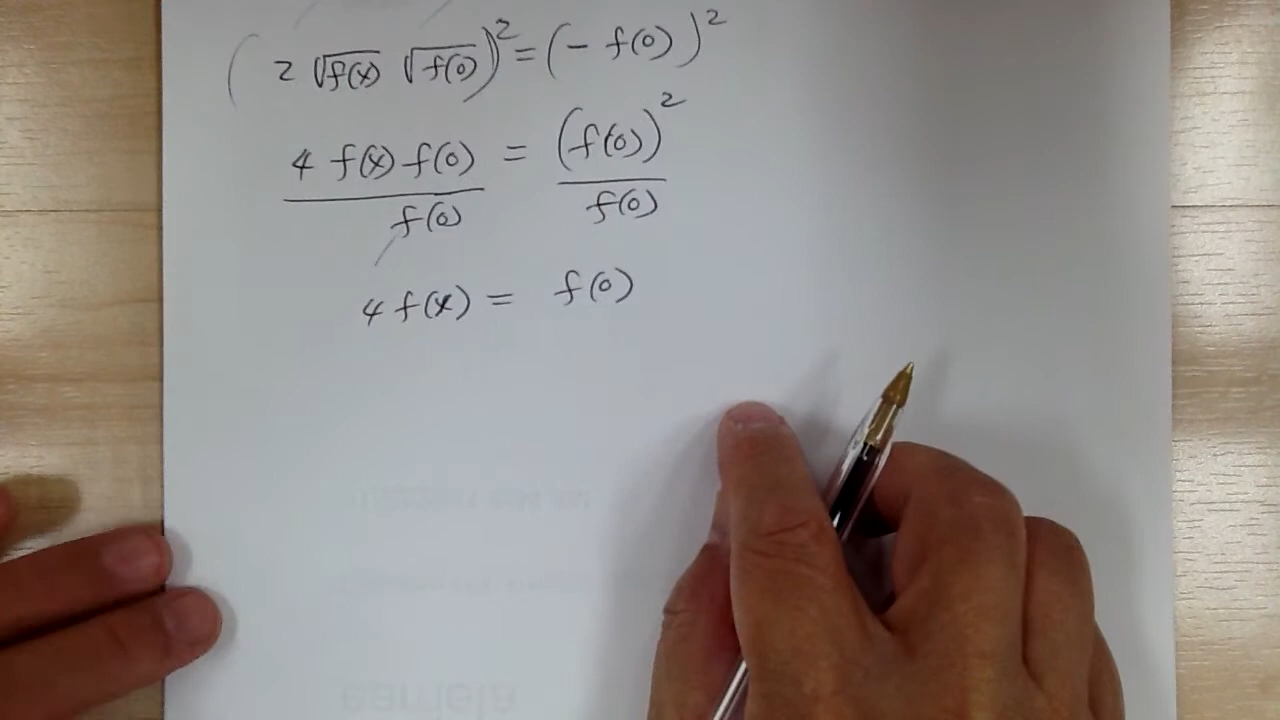 (2 √f(x) √f(0))² = (- f(0))²
4 f(x) f(0) = (f(0))²
f(0) f(0)
4 f(x) = f(0)